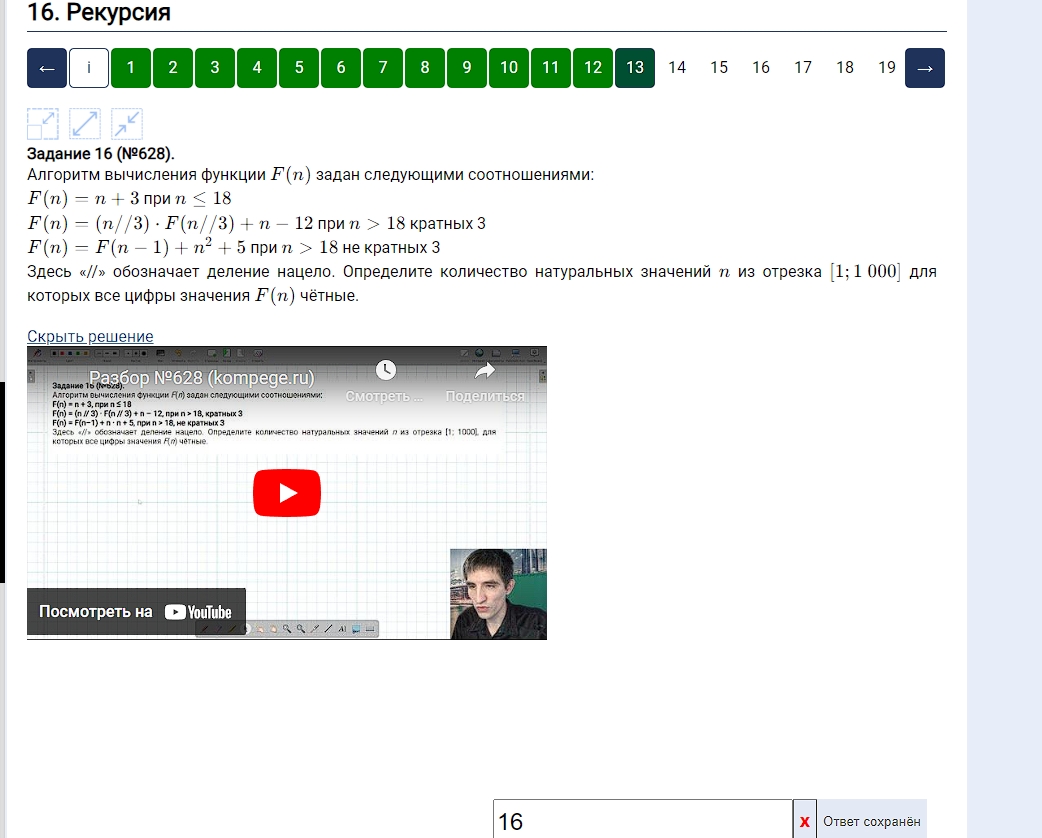 16. Рекурсия
← i 1 2 3 4 5 6 7 8 9 10 11 12 13 14 15 16 17 18 19 →
Задание 16 (№628).
Алгоритм вычисления функции F(n) задан следующими соотношениями:
F(n) = n + 3 при n ≤ 18
F(n) = (n//3) · F(n//3) + n − 12 при n > 18 кратных 3
F(n) = F(n − 1) + n² + 5 при n > 18 не кратных 3
Здесь «//» обозначает деление нацело. Определите количество натуральных значений n из отрезка [1; 1 000] для
которых все цифры значения F(n) чётные.
Скрыть решение
Разбор №628 (kompege.ru)
Смотреть ...
Поделиться
Задание 16 (№628).
Алгоритм вычисления функции F(n) задан следующими соотношениями:
F(n) = n + 3, при n ≤ 18
F(n) = (n // 3) · F(n // 3) + n − 12, при n > 18, кратных 3
F(n) = F(n−1) + n · n + 5, при n > 18, не кратных 3
Здесь «//» обозначает деление нацело. Определите количество натуральных значений n из отрезка [1; 1000], для
которых все цифры значения F(n) чётные.
Посмотреть на YouTube
16 x Ответ сохранён